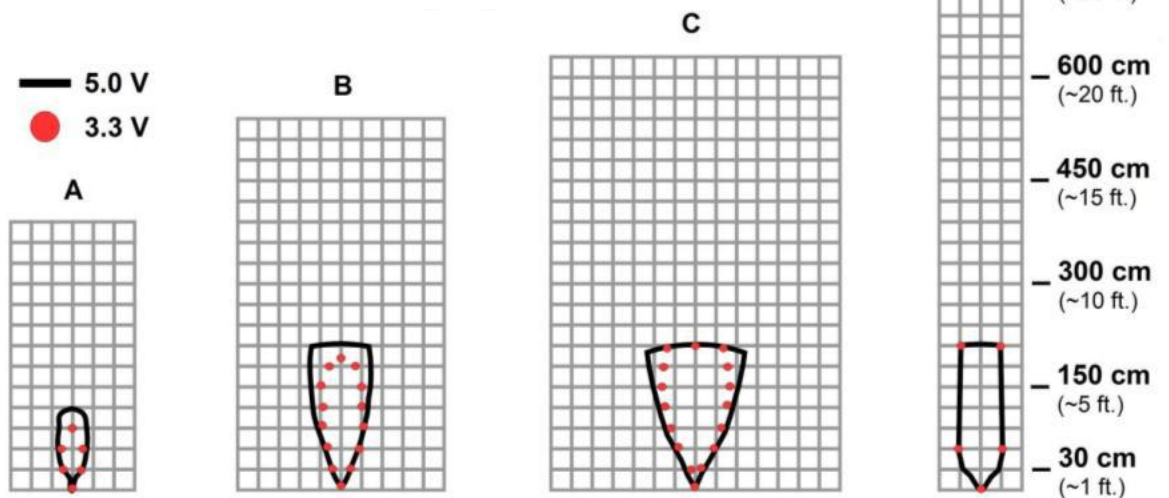 C
B
5.0 V
3.3 V
A
600 cm
(~20 ft.)
450 cm
(~15 ft.)
300 cm
(~10 ft.)
150 cm
(~5 ft.)
30 cm
(~1 ft.)